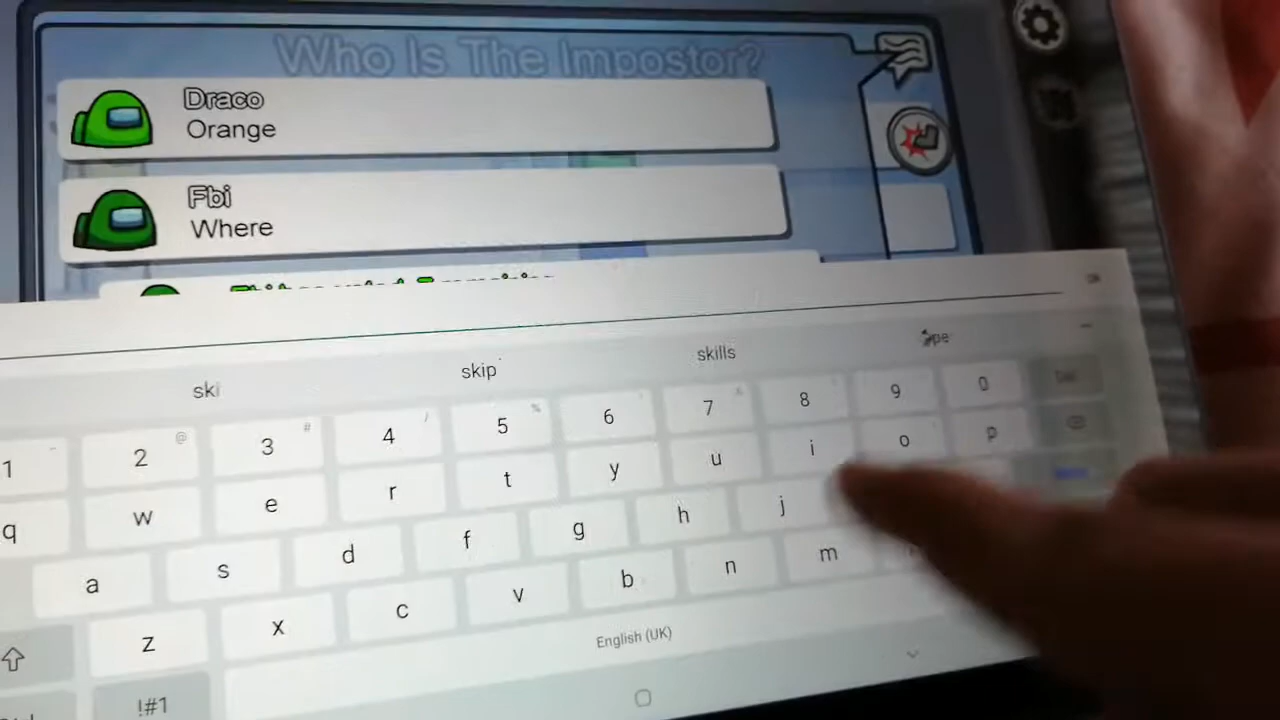 Who Is The Impostor?
Draco
Orange
Fbi
Where
ski
skip
skills
1 2 3 4 5 6 7 8 9 0
q w e r t y u i o p
a s d f g h j
z x c v b n m
!#1
English (UK)